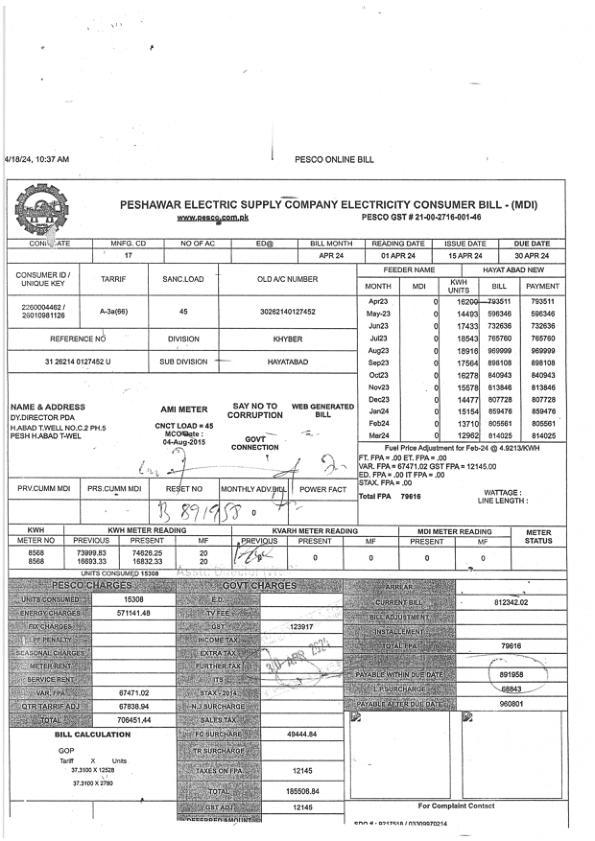 4/18/24, 10:37 AM PESCO ONLINE BILL
PESHAWAR ELECTRIC SUPPLY COMPANY ELECTRICITY CONSUMER BILL - (MDI)
www.pesco.com.pk PESCO GST # 21-00-2716-001-46
MNFG. CD NO OF AC ED@ BILL MONTH READING DATE ISSUE DATE DUE DATE
17 APR 24 01 APR 24 15 APR 24 30 APR 24
CONSUMER ID / UNIQUE KEY TARRIF SANC.LOAD OLD A/C NUMBER
2260004462 / 26010981126 A-3a(66) 45 30262140127452
REFERENCE NO DIVISION KHYBER
31 26214 0127452 U SUB DIVISION HAYATABAD
FEEDER NAME HAYAT ABAD NEW
MONTH MDI KWH UNITS BILL PAYMENT
Apr23 0 16200 793511 793511
May-23 0 14493 596346 596346
Jun23 0 17433 732636 732636
Jul23 0 18543 765760 765760
Aug23 0 18916 969999 969999
Sep23 0 17564 898108 898108
Oct23 0 16278 840943 840943
Nov23 0 15578 813846 813846
Dec23 0 14477 807728 807728
Jan24 0 15154 859476 859476
Feb24 0 13710 805561 805561
Mar24 0 12962 814025 814025
NAME & ADDRESS
DY.DIRECTOR PDA
H.ABAD T.WELL NO.C.2 PH.5
PESH H.ABAD T-WEL
AMI METER
CNCT LOAD = 45
MCO Date :
04-Aug-2015
SAY NO TO CORRUPTION
GOVT CONNECTION
WEB GENERATED BILL
Fuel Price Adjustment for Feb-24 @ 4.9213/KWH
FT. FPA = .00 ET. FPA = .00
VAR. FPA = 67471.02 GST FPA = 12145.00
ED. FPA = .00 IT FPA = .00
STAX. FPA = .00
Total FPA 79616
WATTAGE :
LINE LENGTH :
PRV.CUMM MDI PRS.CUMM MDI RESET NO MONTHLY ADV.BILL POWER FACT
891958 0
KWH KWH METER READING KVARH METER READING MDI METER READING METER STATUS
METER NO PREVIOUS PRESENT MF PREVIOUS PRESENT PRESENT MF
8568 73999.83 74626.25 20
8568 16693.33 16832.33 20 0 0 0
UNITS CONSUMED 15308
PESCO CHARGES
UNITS CONSUMED 15308
ENERGY CHARGES 571141.48
FIX CHARGES
PF PENALTY
SEASONAL CHARGES
METER RENT
SERVICE RENT
VAR. FPA 67471.02
QTR TARRIF ADJ 67838.94
TOTAL 706451.44
BILL CALCULATION
GOP
Tariff X Units
37.3100 X 12528
37.3100 X 2780
GOVT CHARGES
E.D.
TV FEE
GST 123917
INCOME TAX
EXTRA TAX
FURTHER TAX
ITS
STAX - 2014
N.J SURCHARGE
SALES TAX
FC SURCHARE 49444.84
TR SURCHARGE
TAXES ON FPA 12145
TOTAL 185506.84
GST ADJ 12145
30 APR 2024
ARREAR
CURRENT BILL 812342.02
BILL ADJUSTMENT
INSTALLEMENT
TOTAL FPA 79616
PAYABLE WITHIN DUE DATE 891958
L.P.SURCHARGE 68843
PAYABLE AFTER DUE DATE 960801
For Complaint Contact
SDO # : 9217518 / 03309970214